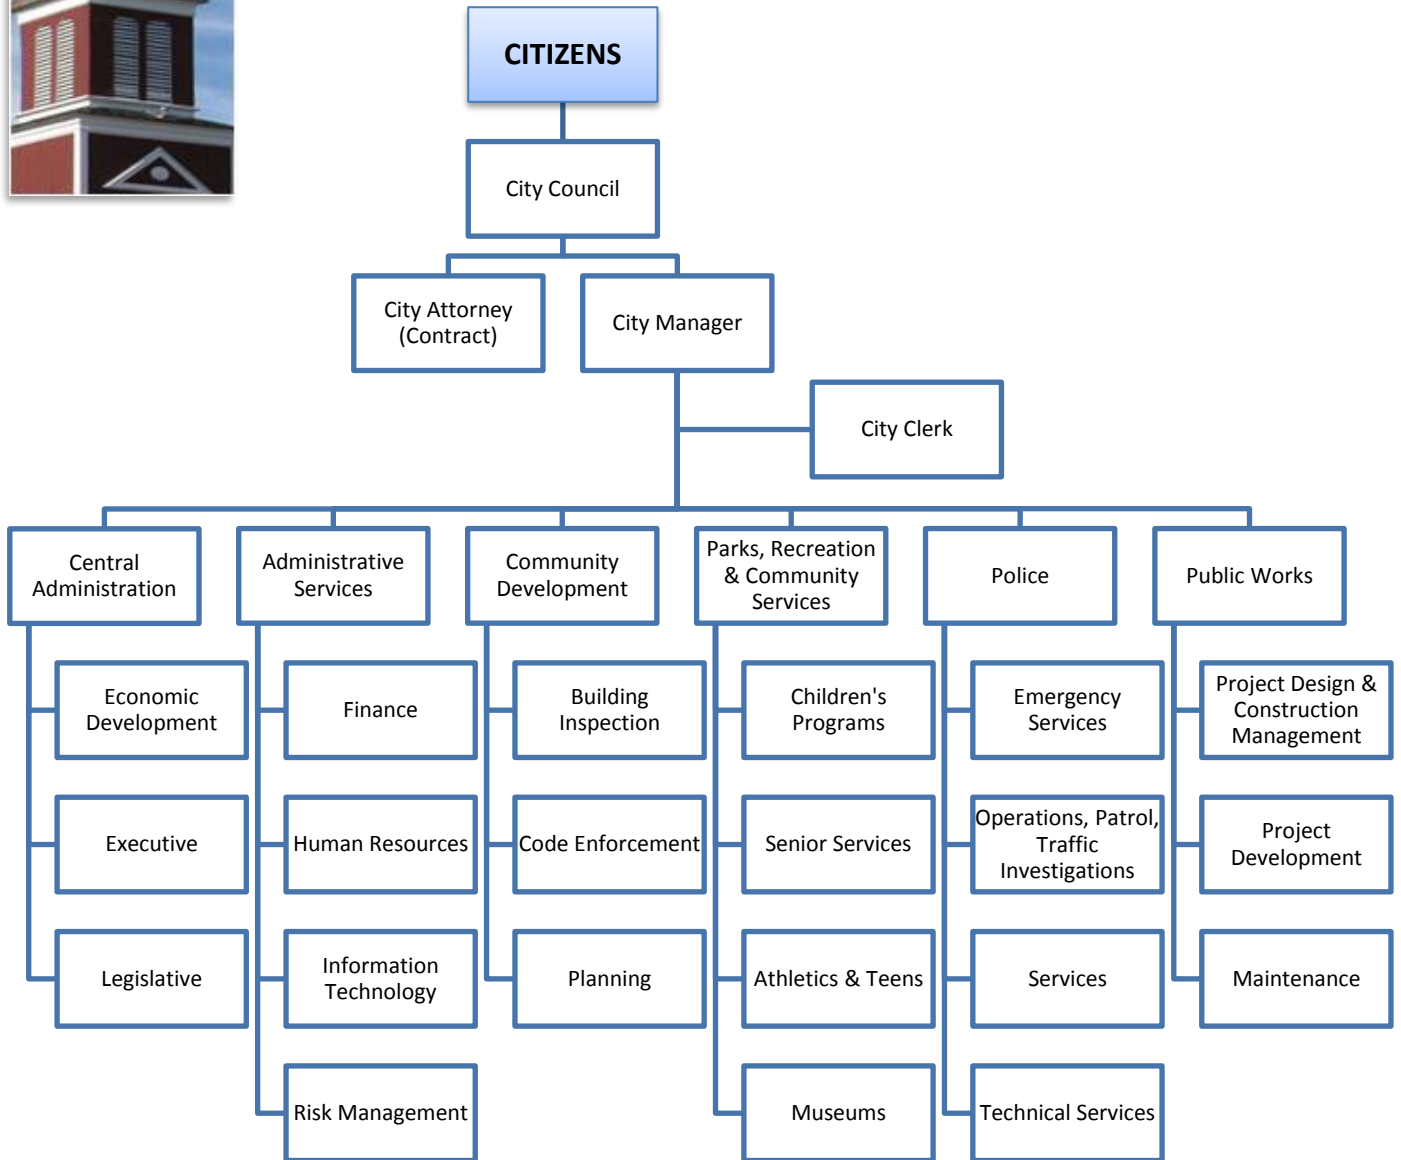 CITIZENS
City Council
City Attorney
(Contract)
City Manager
City Clerk
Central
Administration
Administrative
Services
Community
Development
Parks, Recreation
& Community
Services
Police
Public Works
Economic
Development
Finance
Building
Inspection
Children's
Programs
Emergency
Services
Project Design &
Construction
Management
Executive
Human Resources
Code Enforcement
Senior Services
Operations, Patrol,
Traffic
Investigations
Project
Development
Legislative
Information
Technology
Planning
Athletics & Teens
Services
Maintenance
Risk Management
Museums
Technical Services